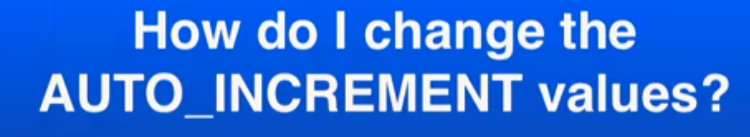 How do I change the
AUTO_INCREMENT values?